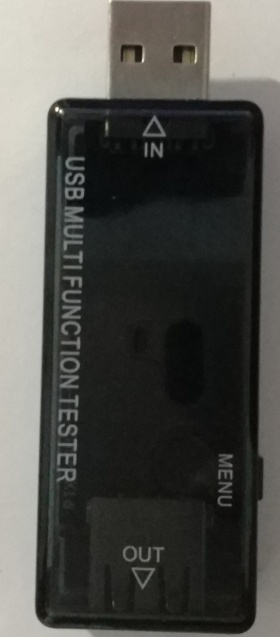 IN
USB MULTI FUNCTION TESTER
MENU
OUT